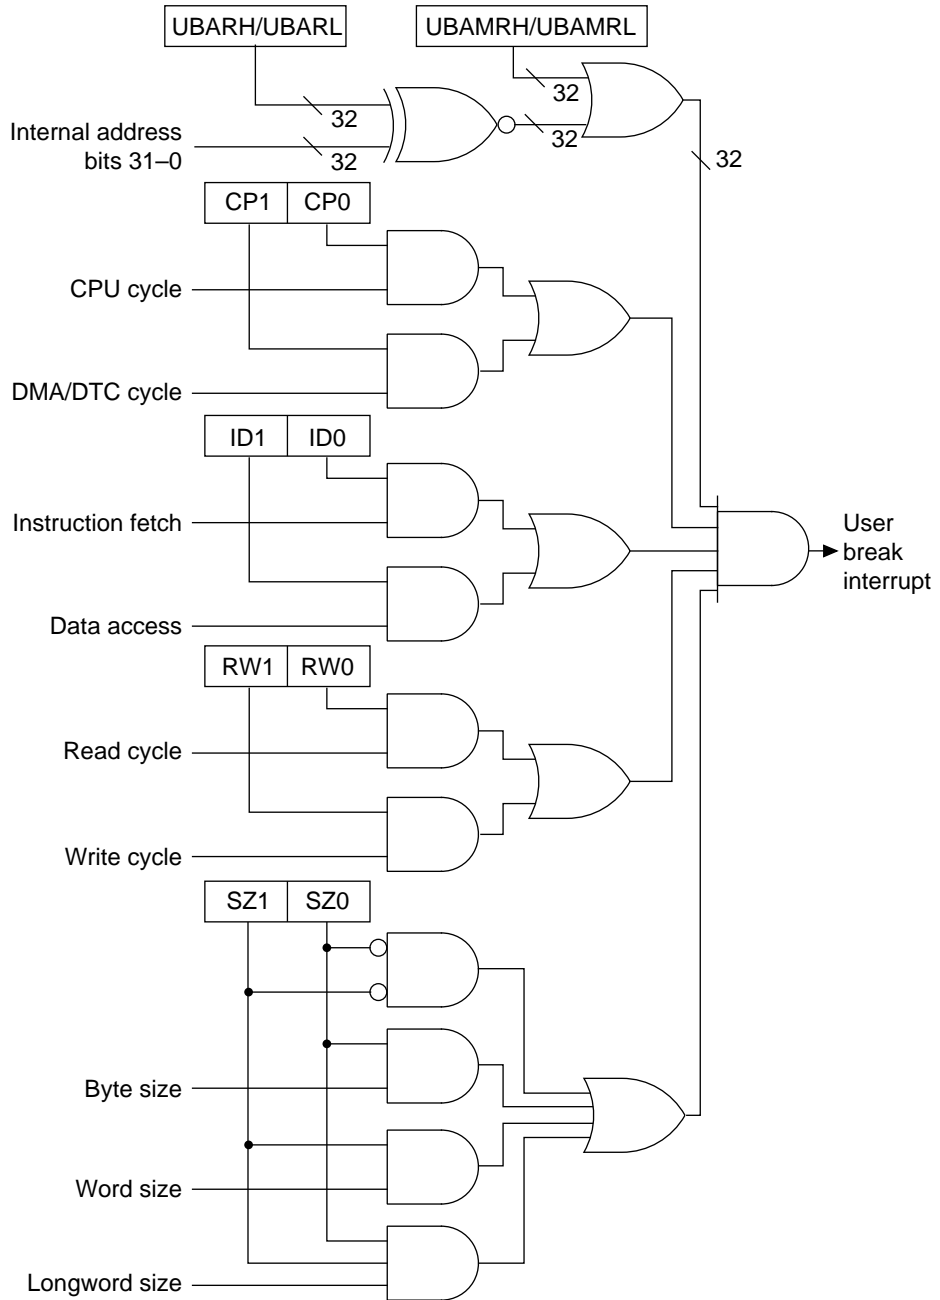 UBARH/UBARL
UBAMRH/UBAMRL
32
32
32
32
32
Internal address
bits 31–0
CP1 CP0
CPU cycle
DMA/DTC cycle
ID1 ID0
Instruction fetch
Data access
User
break
interrupt
RW1 RW0
Read cycle
Write cycle
SZ1 SZ0
Byte size
Word size
Longword size